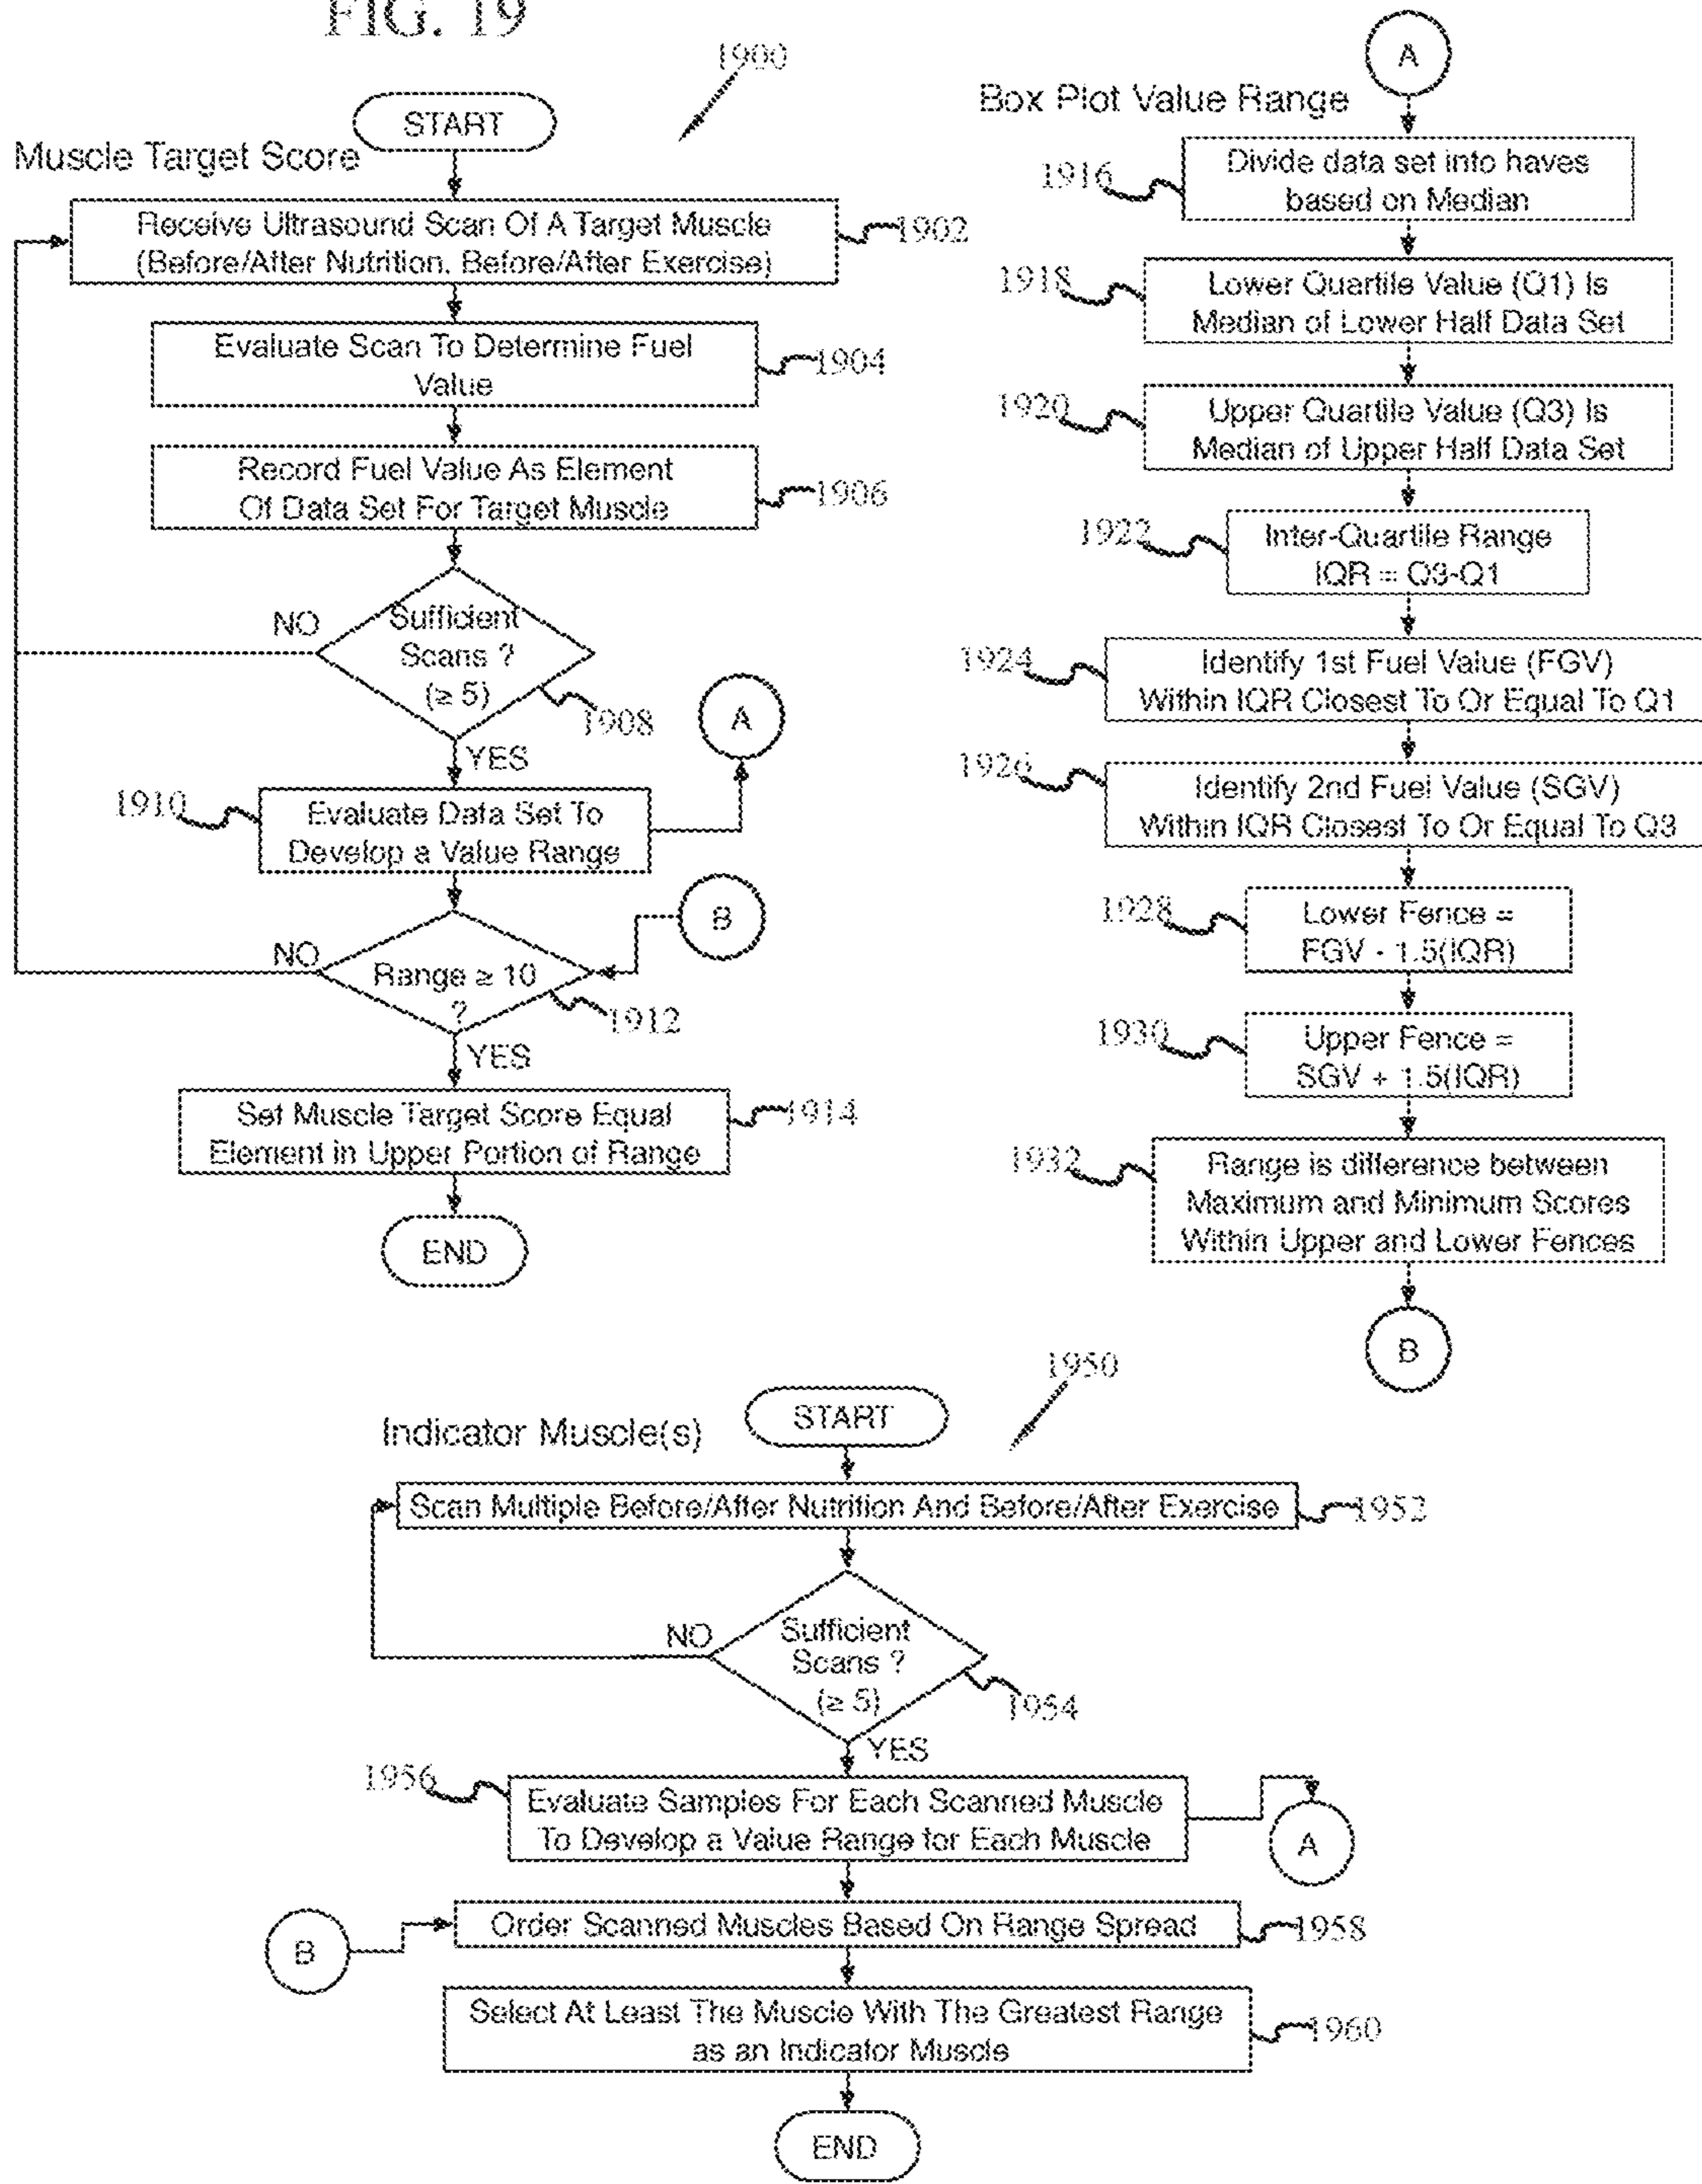 FIG. 19
1900
START
Muscle Target Score
Receive Ultrasound Scan Of A Target Muscle
(Before/After Nutrition, Before/After Exercise)
1902
Evaluate Scan To Determine Fuel
Value
1904
Record Fuel Value As Element
Of Data Set For Target Muscle
1906
NO
Sufficient
Scans ?
(≥ 5)
1908
YES
A
1910
Evaluate Data Set To
Develop a Value Range
B
NO
Range ≥ 10
?
1912
YES
Set Muscle Target Score Equal
Element in Upper Portion of Range
1914
END
A
Box Plot Value Range
1916
Divide data set into haves
based on Median
1918
Lower Quartile Value (Q1) Is
Median of Lower Half Data Set
1920
Upper Quartile Value (Q3) Is
Median of Upper Half Data Set
1922
Inter-Quartile Range
IQR = Q3-Q1
1924
Identify 1st Fuel Value (FGV)
Within IQR Closest To Or Equal To Q1
1926
Identify 2nd Fuel Value (SGV)
Within IQR Closest To Or Equal To Q3
1928
Lower Fence =
FGV - 1.5(IQR)
1930
Upper Fence =
SGV + 1.5(IQR)
1932
Range is difference between
Maximum and Minimum Scores
Within Upper and Lower Fences
B
1950
START
Indicator Muscle(s)
Scan Multiple Before/After Nutrition And Before/After Exercise
1952
NO
Sufficient
Scans ?
(≥ 5)
1954
YES
1956
Evaluate Samples For Each Scanned Muscle
To Develop a Value Range for Each Muscle
A
B
Order Scanned Muscles Based On Range Spread
1958
Select At Least The Muscle With The Greatest Range
as an Indicator Muscle
1960
END